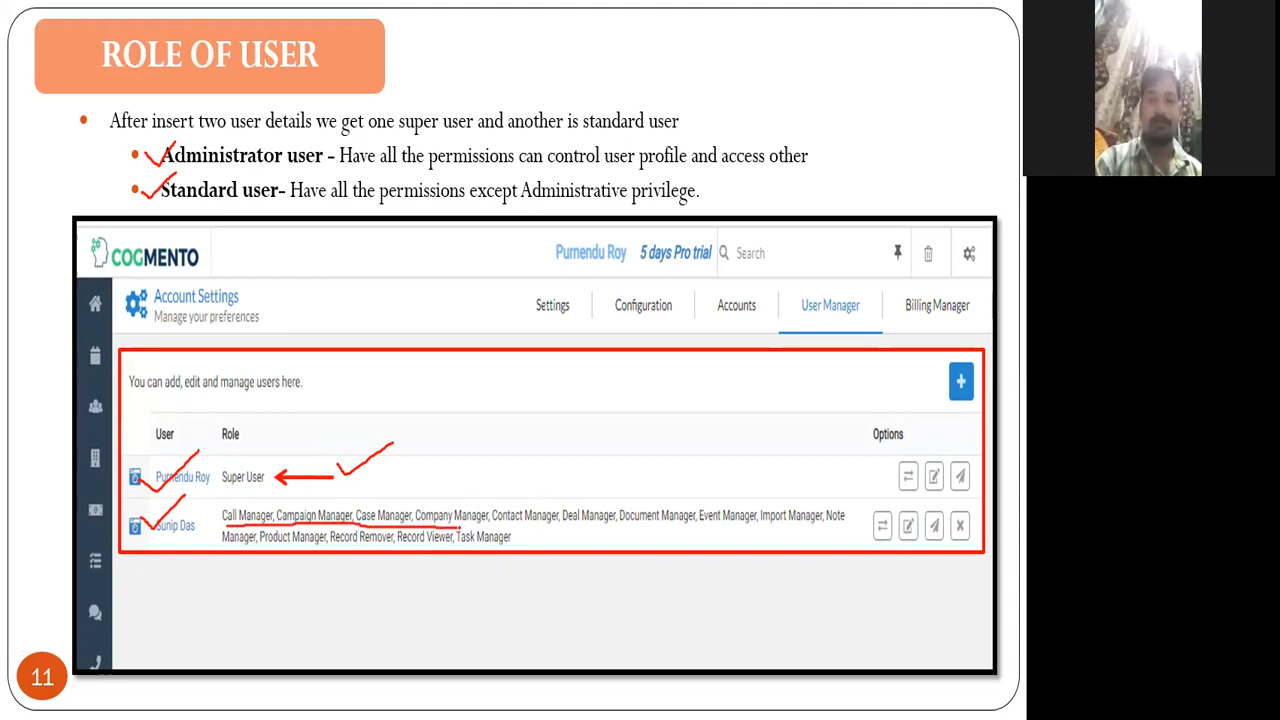 ROLE OF USER
After insert two user details we get one super user and another is standard user
Administrator user – Have all the permissions can control user profile and access other
Standard user– Have all the permissions except Administrative privilege.
COGMENTO
Purnendu Roy 5 days Pro trial Search
Account Settings
Manage your preferences
Settings Configuration Accounts User Manager Billing Manager
You can add, edit and manage users here.
User Role Options
Purnendu Roy Super User
Sunip Das Call Manager, Campaign Manager, Case Manager, Company Manager, Contact Manager, Deal Manager, Document Manager, Event Manager, Import Manager, Note
Manager, Product Manager, Record Remover, Record Viewer, Task Manager
11